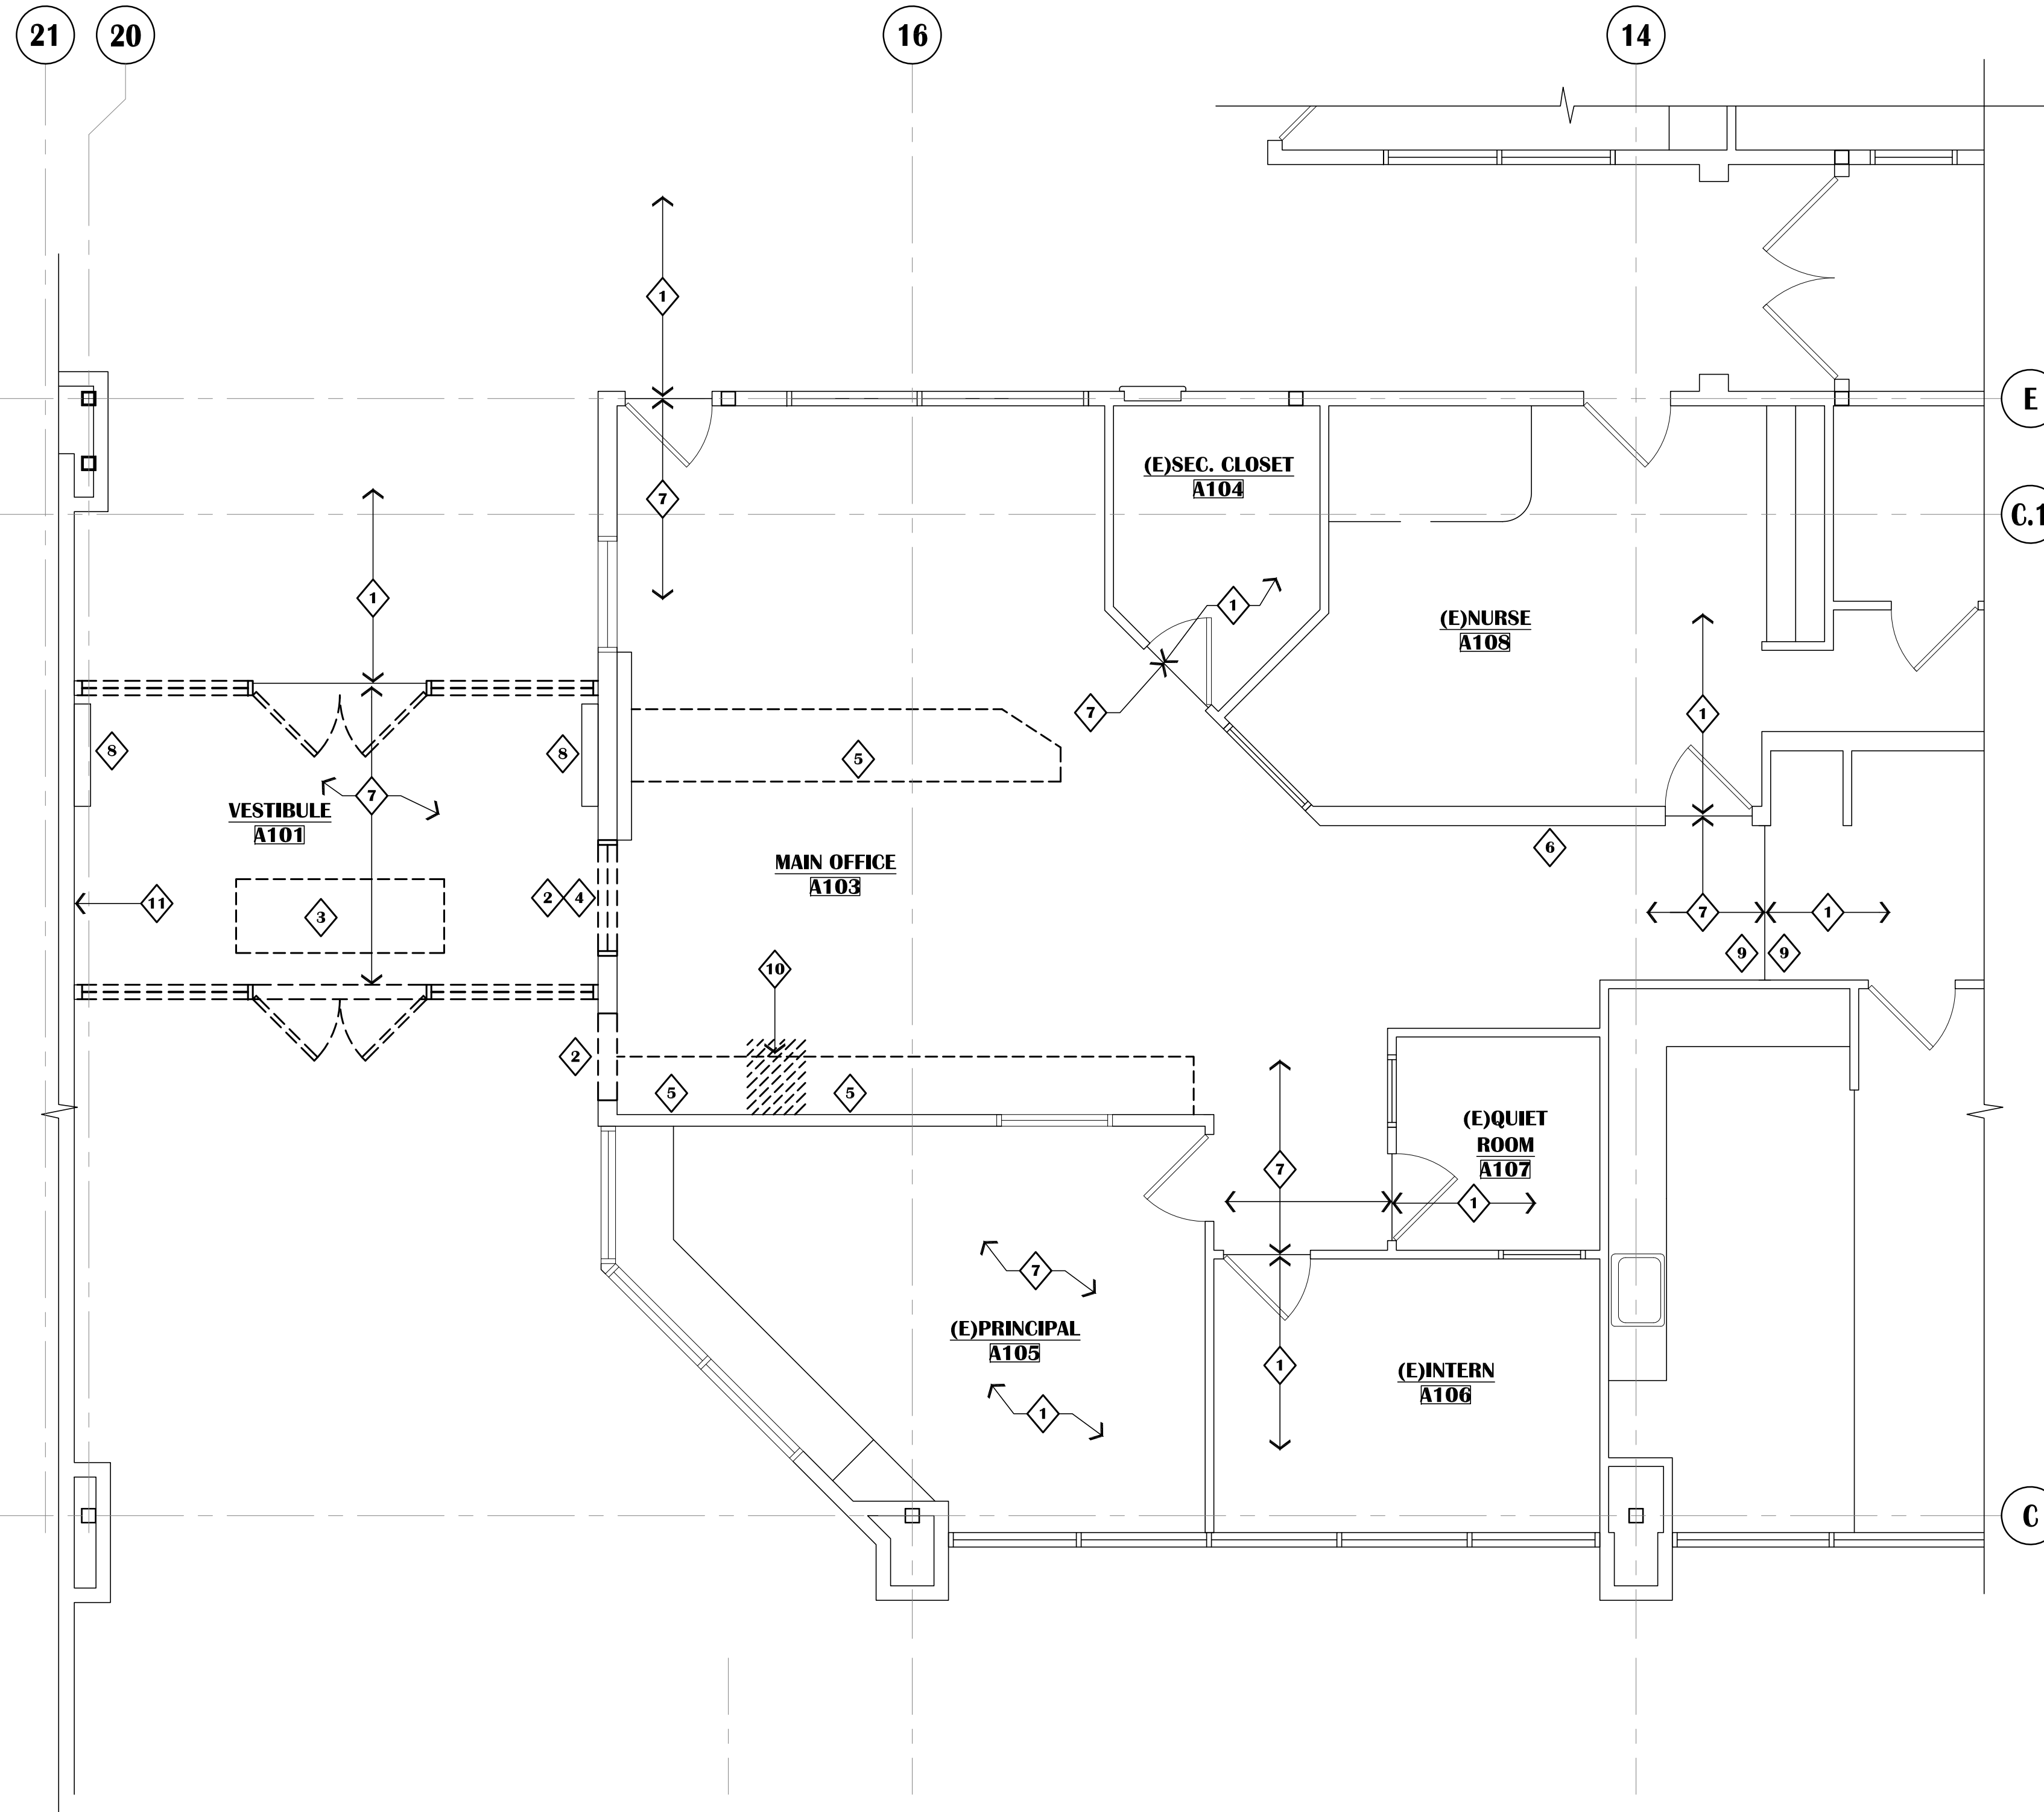 21
20
16
14
1
E
(E)SEC. CLOSET
A104
7
C.1
1
1
(E)NURSE
A108
7
1
8
8
5
7
VESTIBULE
A101
6
MAIN OFFICE
A103
11
3
2
4
7
1
9
9
10
2
5
5
(E)QUIET
ROOM
A107
7
1
7
(E)PRINCIPAL
A105
1
(E)INTERN
A106
1
C